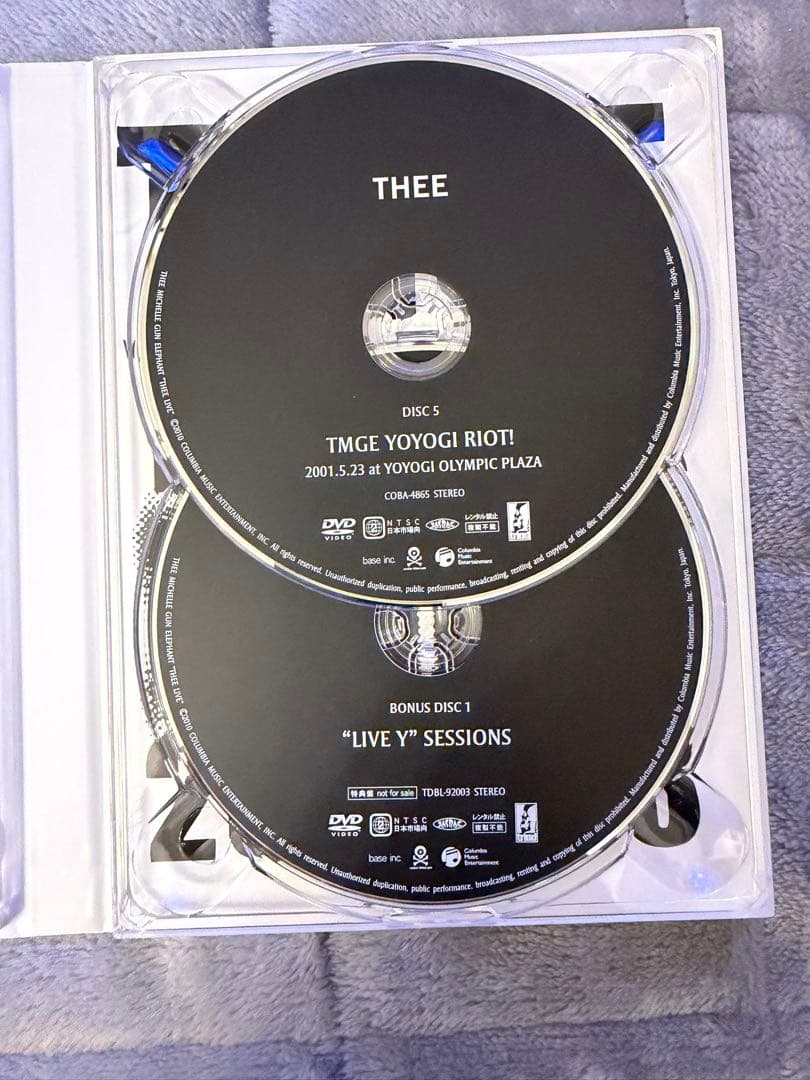 THEE
DISC 5
TMGE YOYOGI RIOT!
2001.5.23 at YOYOGI OLYMPIC PLAZA
COBA-4865 STEREO
DVD VIDEO
2 NTSC 日本市場向
レンタル禁止
複製不能
base inc
Columbia Music Entertainment
THEE MICHELLE GUN ELEPHANT "THEE LIVE" ©2010 COLUMBIA MUSIC ENTERTAINMENT, INC. All rights reserved. Unauthorized duplication, public performance, broadcasting, renting and copying of this disc prohibited. Manufactured and distributed by Columbia Music Entertainment, Inc. Tokyo, Japan.
BONUS DISC 1
“LIVE Y” SESSIONS
特典盤 not for sale TDBL-92003 STEREO
DVD VIDEO
2 NTSC 日本市場向
レンタル禁止
複製不能
base inc
Columbia Music Entertainment
THEE MICHELLE GUN ELEPHANT "THEE LIVE" ©2010 COLUMBIA MUSIC ENTERTAINMENT, INC. All rights reserved. Unauthorized duplication, public performance, broadcasting, renting and copying of this disc prohibited. Manufactured and distributed by Columbia Music Entertainment, Inc. Tokyo, Japan.